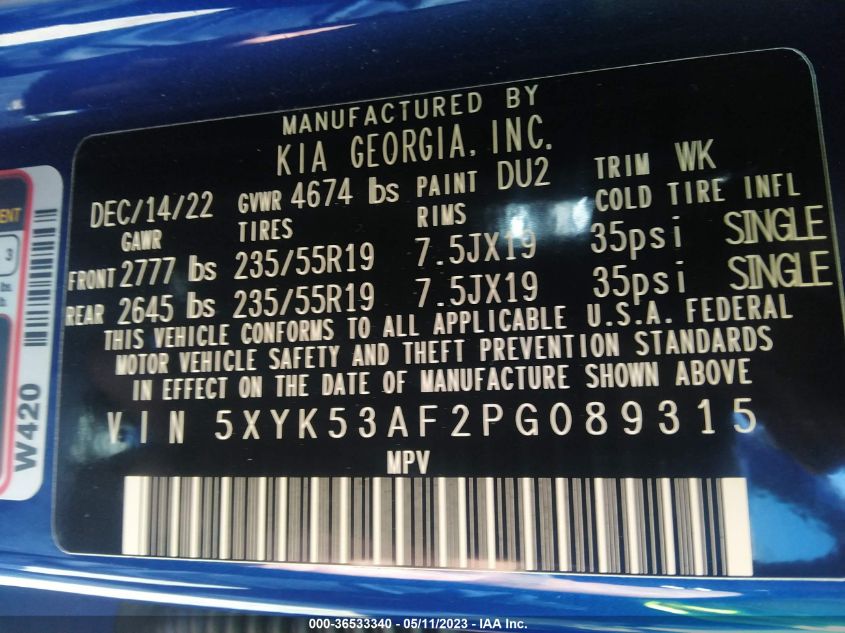 MANUFACTURED BY
KIA GEORGIA, INC.
DEC/14/22 GVWR 4674 lbs PAINT DU2 TRIM WK
GAWR TIRES RIMS COLD TIRE INFL
FRONT 2777 lbs 235/55R19 7.5JX19 35psi SINGLE
REAR 2645 lbs 235/55R19 7.5JX19 35psi SINGLE
THIS VEHICLE CONFORMS TO ALL APPLICABLE U.S.A. FEDERAL
MOTOR VEHICLE SAFETY AND THEFT PREVENTION STANDARDS
IN EFFECT ON THE DATE OF MANUFACTURE SHOWN ABOVE
VIN 5XYK53AF2PG089315
MPV
3
W420
000-36533340 - 05/11/2023 - IAA Inc.